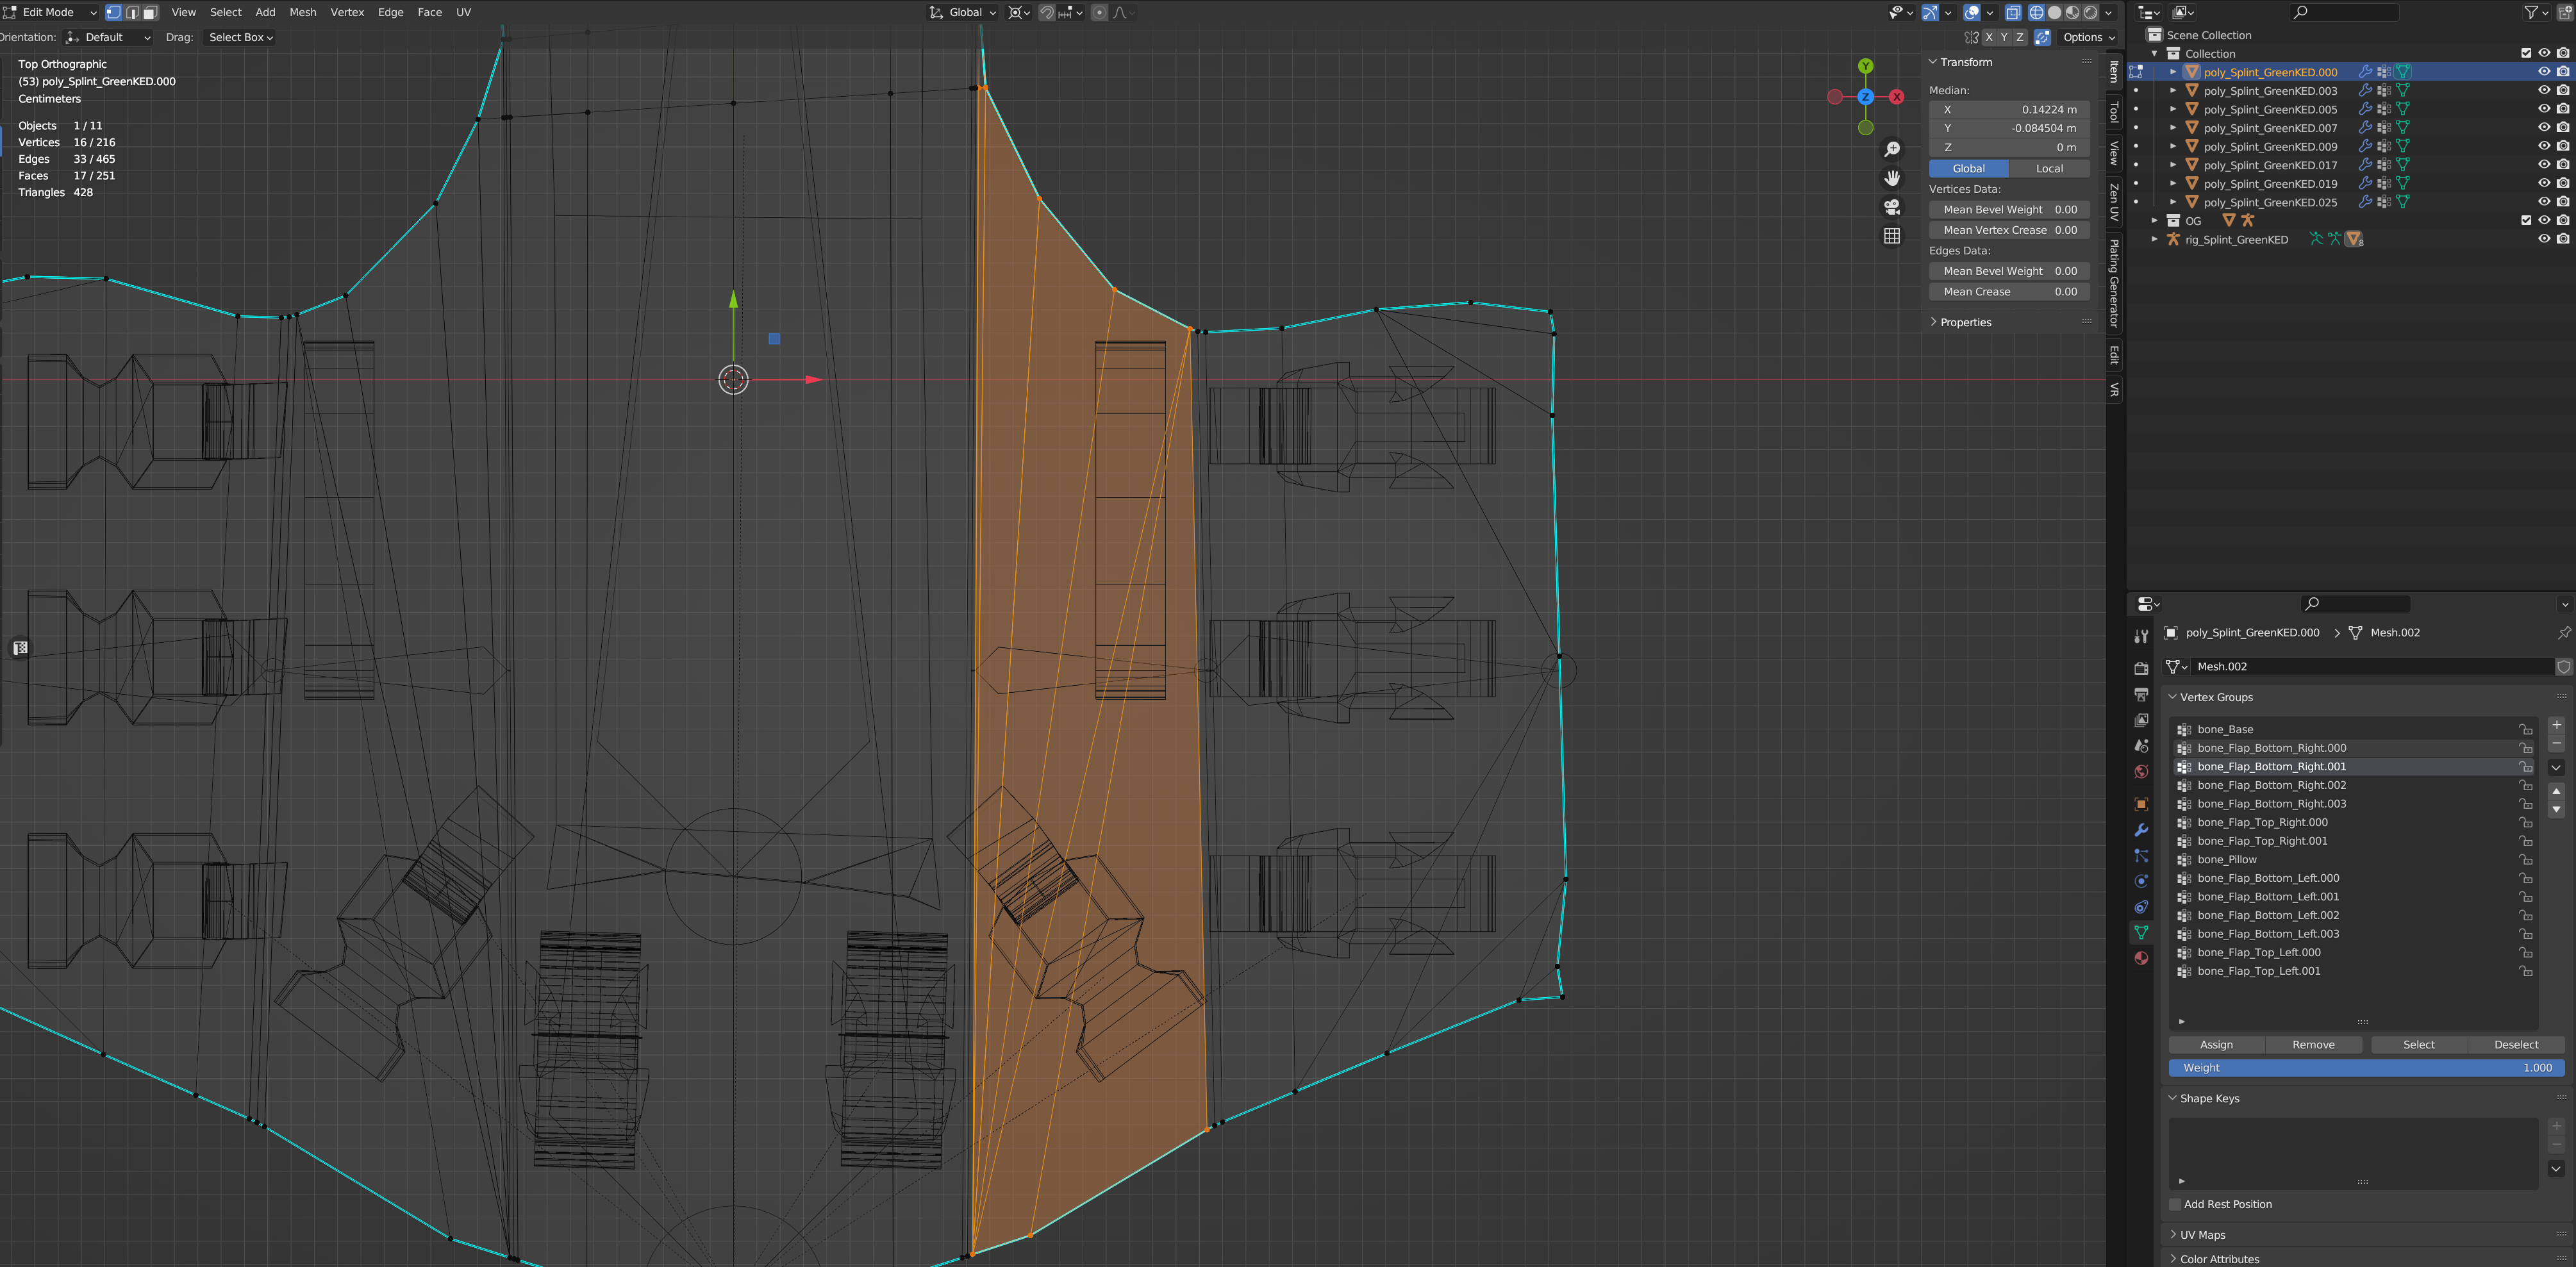 Edit Mode View Select Add Mesh Vertex Edge Face UV Global
Orientation: Default Drag: Select Box X Y Z Options
Top Orthographic
(53) poly_Splint_GreenKED.000
Centimeters
Objects 1 / 11
Vertices 16 / 216
Edges 33 / 465
Faces 17 / 251
Triangles 428
Y
Z X
Transform
Median:
X 0.14224 m
Y -0.084504 m
Z 0 m
Global Local
Vertices Data:
Mean Bevel Weight 0.00
Mean Vertex Crease 0.00
Edges Data:
Mean Bevel Weight 0.00
Mean Crease 0.00
Properties
Item
Tool
View
Zen UV
Plating Generator
Edit
VR
Scene Collection
Collection
poly_Splint_GreenKED.000
poly_Splint_GreenKED.003
poly_Splint_GreenKED.005
poly_Splint_GreenKED.007
poly_Splint_GreenKED.009
poly_Splint_GreenKED.017
poly_Splint_GreenKED.019
poly_Splint_GreenKED.025
OG
rig_Splint_GreenKED 8
poly_Splint_GreenKED.000 Mesh.002
Mesh.002
Vertex Groups
bone_Base
bone_Flap_Bottom_Right.000
bone_Flap_Bottom_Right.001
bone_Flap_Bottom_Right.002
bone_Flap_Bottom_Right.003
bone_Flap_Top_Right.000
bone_Flap_Top_Right.001
bone_Pillow
bone_Flap_Bottom_Left.000
bone_Flap_Bottom_Left.001
bone_Flap_Bottom_Left.002
bone_Flap_Bottom_Left.003
bone_Flap_Top_Left.000
bone_Flap_Top_Left.001
Assign Remove Select Deselect
Weight 1.000
Shape Keys
Add Rest Position
UV Maps
Color Attributes